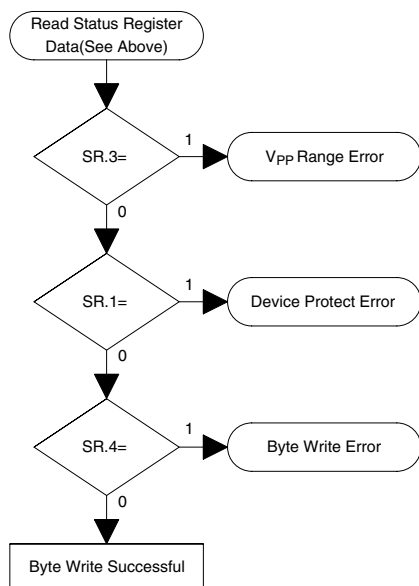 Read Status Register
Data(See Above)
SR.3=
1
VPP Range Error
0
SR.1=
1
Device Protect Error
0
SR.4=
1
Byte Write Error
0
Byte Write Successful